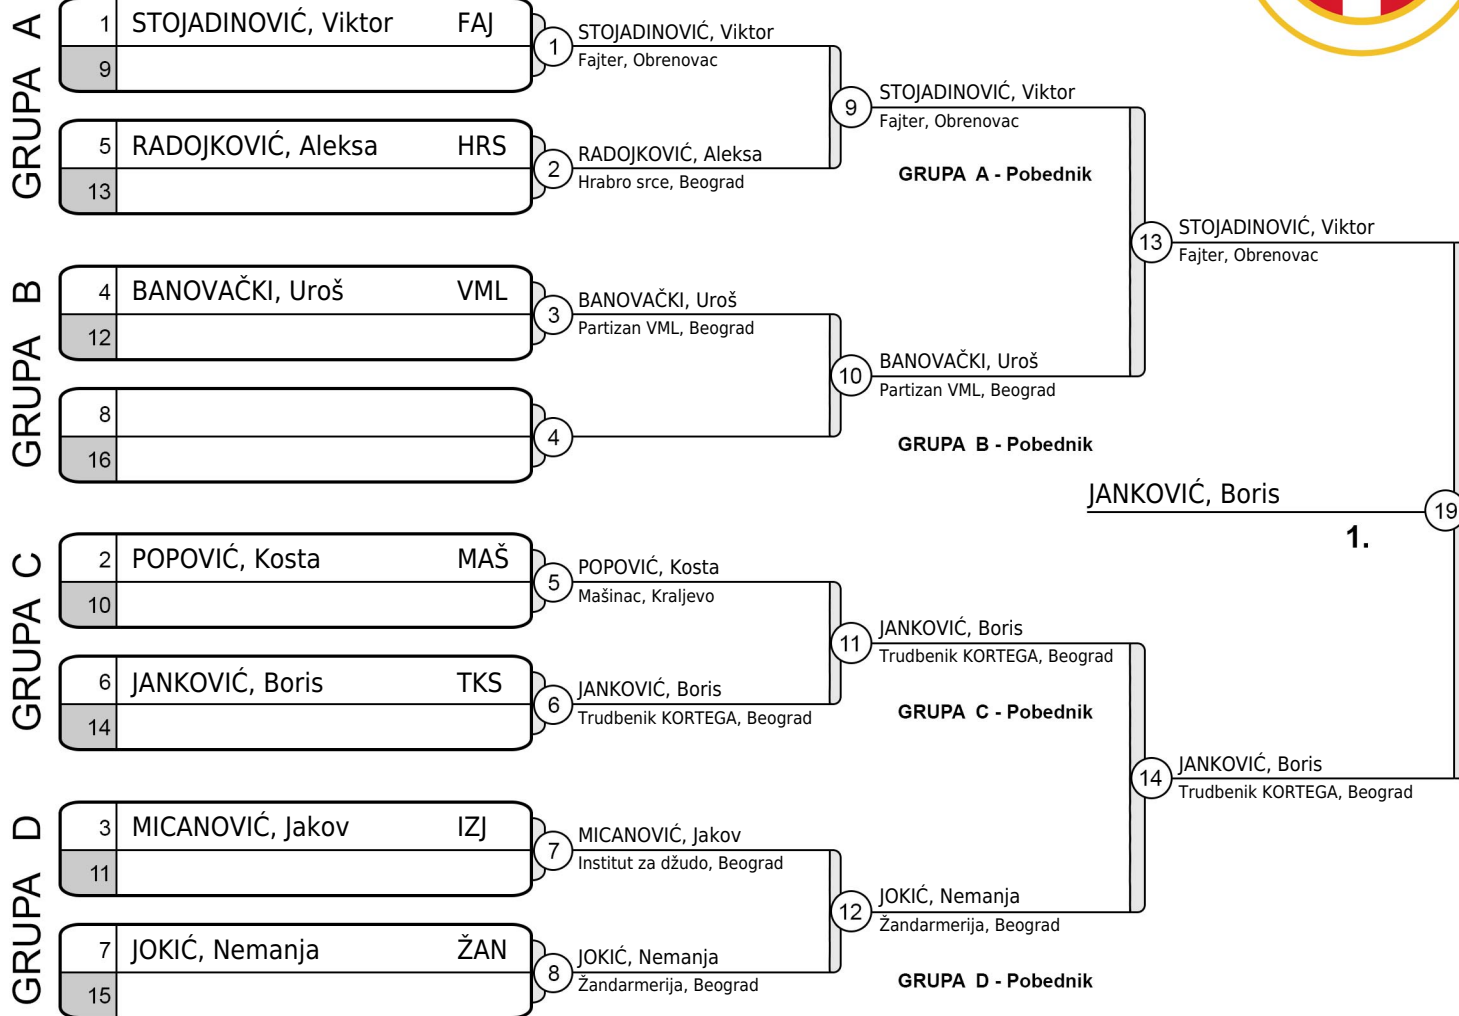 GRUPA A
1 STOJADINOVIĆ, Viktor FAJ
9
5 RADOJKOVIĆ, Aleksa HRS
13
GRUPA B
4 BANOVAČKI, Uroš VML
12
8
16
GRUPA C
2 POPOVIĆ, Kosta MAŠ
10
6 JANKOVIĆ, Boris TKS
14
GRUPA D
3 MICANOVIĆ, Jakov IZJ
11
7 JOKIĆ, Nemanja ŽAN
15
1
STOJADINOVIĆ, Viktor
Fajter, Obrenovac
2
RADOJKOVIĆ, Aleksa
Hrabro srce, Beograd
3
BANOVAČKI, Uroš
Partizan VML, Beograd
4
5
POPOVIĆ, Kosta
Mašinac, Kraljevo
6
JANKOVIĆ, Boris
Trudbenik KORTEGA, Beograd
7
MICANOVIĆ, Jakov
Institut za džudo, Beograd
8
JOKIĆ, Nemanja
Žandarmerija, Beograd
9
STOJADINOVIĆ, Viktor
Fajter, Obrenovac
GRUPA A - Pobednik
10
BANOVAČKI, Uroš
Partizan VML, Beograd
GRUPA B - Pobednik
11
JANKOVIĆ, Boris
Trudbenik KORTEGA, Beograd
GRUPA C - Pobednik
12
JOKIĆ, Nemanja
Žandarmerija, Beograd
GRUPA D - Pobednik
13
STOJADINOVIĆ, Viktor
Fajter, Obrenovac
14
JANKOVIĆ, Boris
Trudbenik KORTEGA, Beograd
JANKOVIĆ, Boris
19
1.